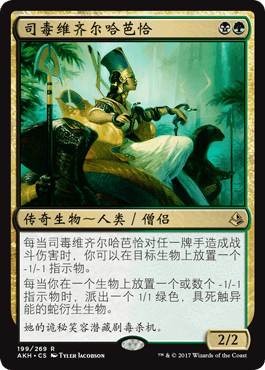 司毒维齐尔哈芭恰
传奇生物～人类／僧侣
每当司毒维齐尔哈芭恰对任一牌手造成战
斗伤害时，你可以在目标生物上放置一个
-1/-1 指示物。
每当你在一个生物上放置一个或数个 -1/-1
指示物时，派出一个 1/1 绿色，具死触异
能的蛇衍生生物。
她的诡秘笑容潜藏剧毒杀机。
2/2
199/269 R
AKH • CS TYLER JACOBSON
™ & © 2017 Wizards of the Coast